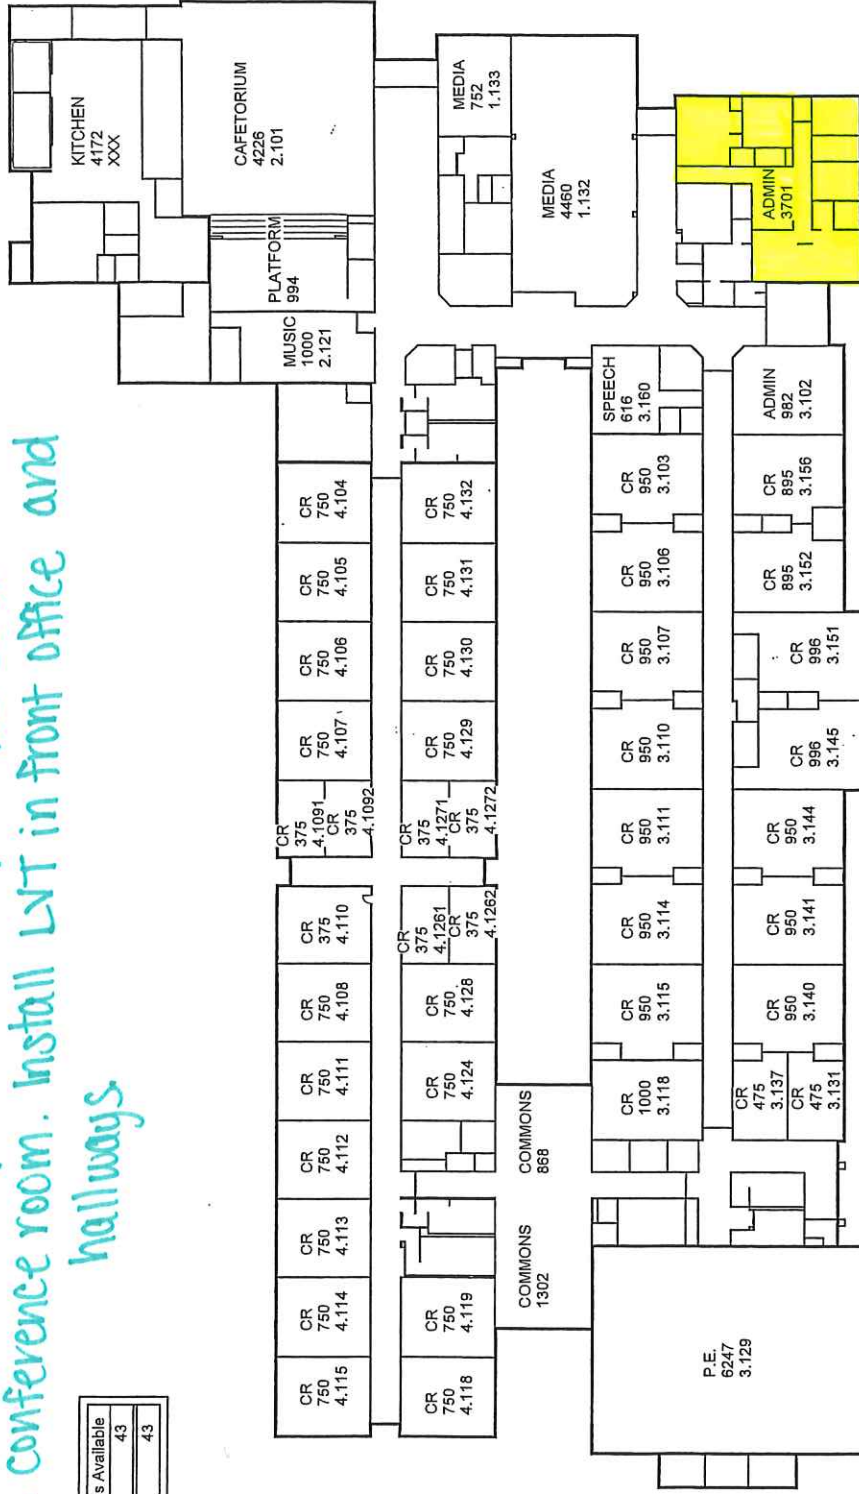 conference room. Install LVT in front office and
hallways.
s Available
43
43
KITCHEN
4172
XXX
CAFETORIUM
4226
2.101
PLATFORM
994
MUSIC
1000
2.121
MEDIA
752
1.133
MEDIA
4460
1.132
ADMIN
3701
CR
750
4.115
CR
750
4.114
CR
750
4.113
CR
750
4.112
CR
750
4.111
CR
750
4.108
CR
375
4.110
CR
375
4.1091
CR
375
4.1092
CR
750
4.107
CR
750
4.106
CR
750
4.105
CR
750
4.104
CR
750
4.118
CR
750
4.119
CR
750
4.124
CR
750
4.126
CR
375
4.1261
CR
375
4.1262
CR
375
4.1271
CR
375
4.1272
CR
750
4.129
CR
750
4.130
CR
750
4.131
CR
750
4.132
COMMONS
1302
COMMONS
868
CR
1000
3.118
CR
950
3.115
CR
950
3.114
CR
950
3.111
CR
950
3.110
CR
950
3.107
CR
950
3.106
CR
950
3.103
SPEECH
616
3.160
P.E.
6247
3.129
CR
475
3.137
CR
475
3.131
CR
950
3.140
CR
950
3.141
CR
950
3.144
CR
996
3.145
CR
996
3.151
CR
895
3.152
CR
895
3.156
ADMIN
982
3.102